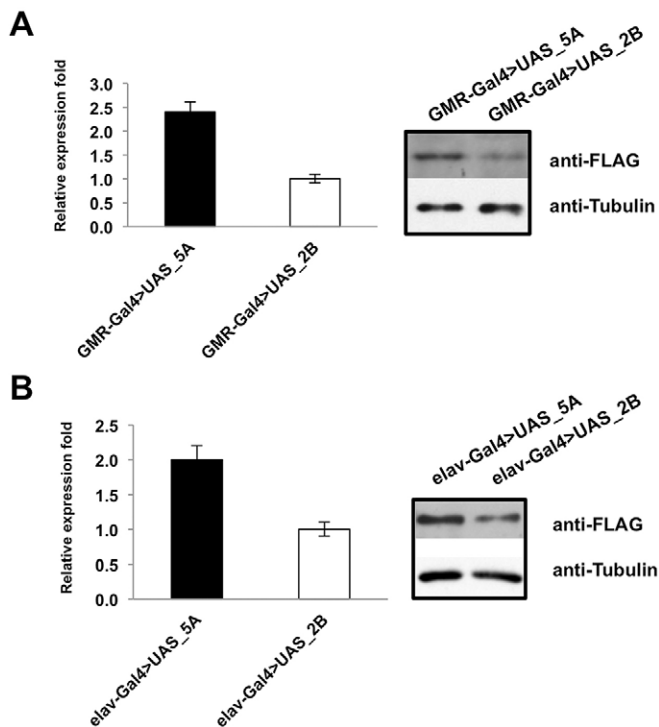 A
Relative expression fold
3.0
2.5
2.0
1.5
1.0
0.5
0.0
GMR-Gal4>UAS_5A
GMR-Gal4>UAS_2B
GMR-Gal4>UAS_5A
GMR-Gal4>UAS_2B
anti-FLAG
anti-Tubulin
B
Relative expression fold
2.5
2.0
1.5
1.0
0.5
0.0
elav-Gal4>UAS_5A
elav-Gal4>UAS_2B
elav-Gal4>UAS_5A
elav-Gal4>UAS_2B
anti-FLAG
anti-Tubulin